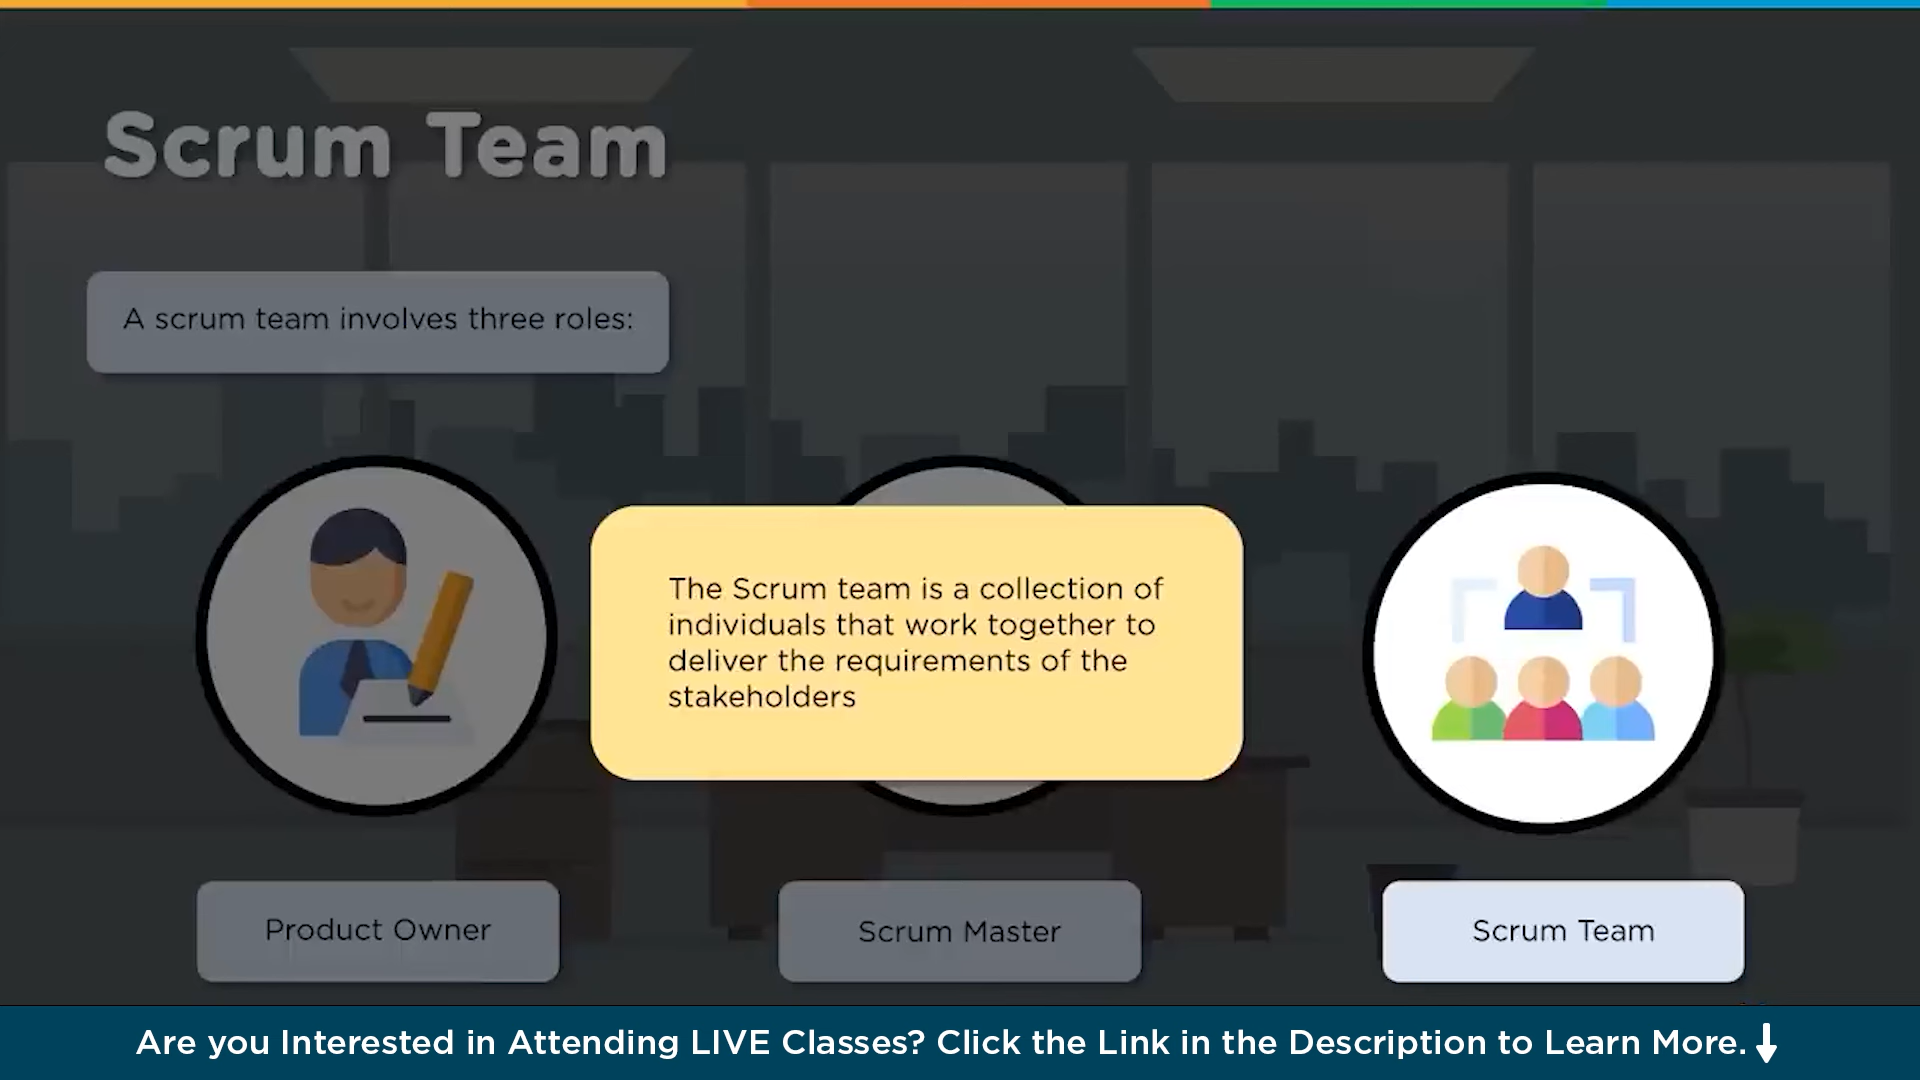 Scrum Team
A scrum team involves three roles:
The Scrum team is a collection of
individuals that work together to
deliver the requirements of the
stakeholders
Product Owner
Scrum Master
Scrum Team
Are you Interested in Attending LIVE Classes? Click the Link in the Description to Learn More.